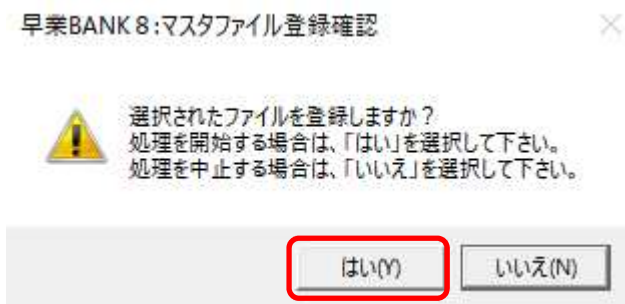 早業BANK８:マスタファイル登録確認
選択されたファイルを登録しますか？
処理を開始する場合は、「はい」を選択して下さい。
処理を中止する場合は、「いいえ」を選択して下さい。
はい(Y)
いいえ(N)